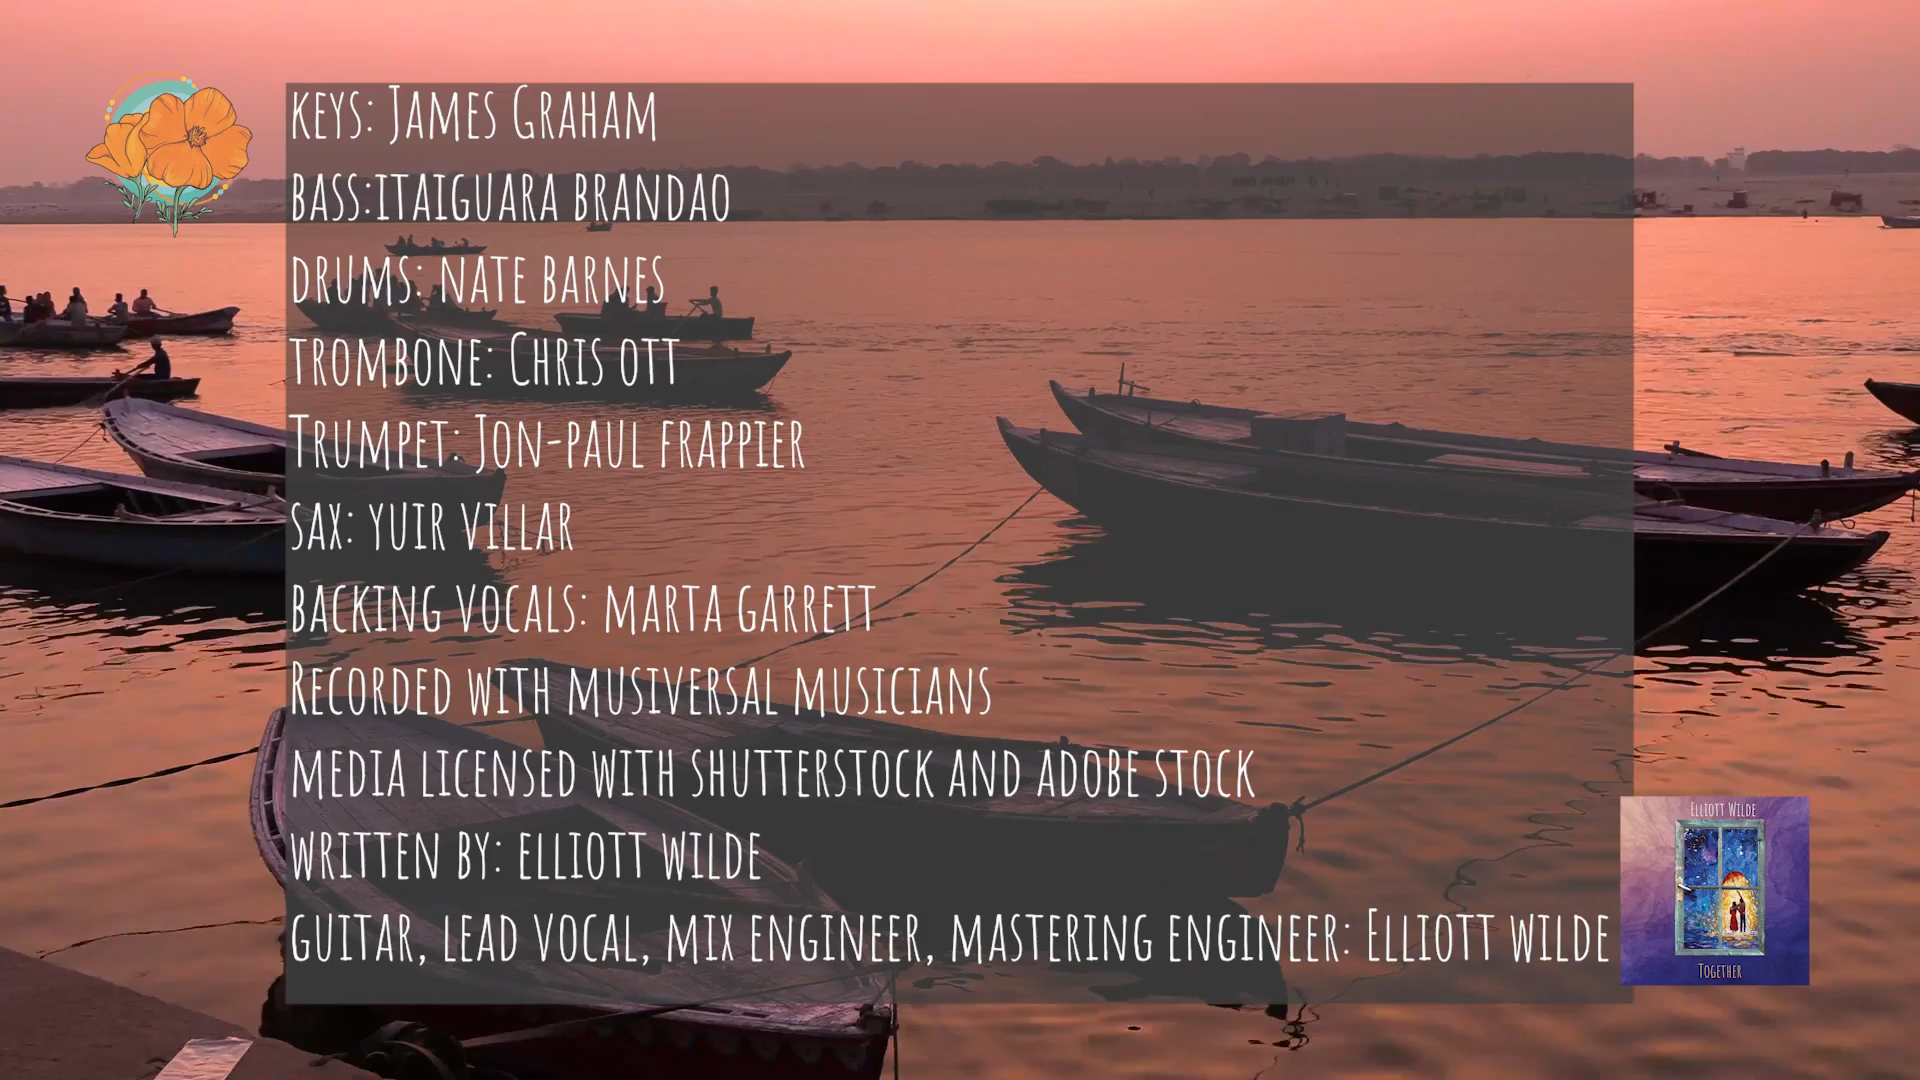 KEYS: JAMES GRAHAM
BASS:ITAIGUARA BRANDAO
DRUMS: NATE BARNES
TROMBONE: CHRIS OTT
TRUMPET: JON-PAUL FRAPPIER
SAX: YUIR VILLAR
BACKING VOCALS: MARTA GARRETT
RECORDED WITH MUSIVERSAL MUSICIANS
MEDIA LICENSED WITH SHUTTERSTOCK AND ADOBE STOCK
WRITTEN BY: ELLIOTT WILDE
GUITAR, LEAD VOCAL, MIX ENGINEER, MASTERING ENGINEER: ELLIOTT WILDE
ELLIOTT WILDE
TOGETHER